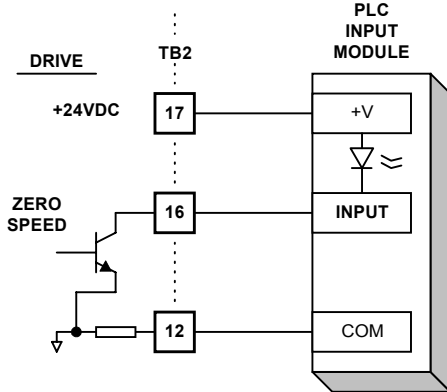 PLC
INPUT
MODULE
DRIVE
TB2
+24VDC
17
+V
ZERO
SPEED
16
INPUT
12
COM